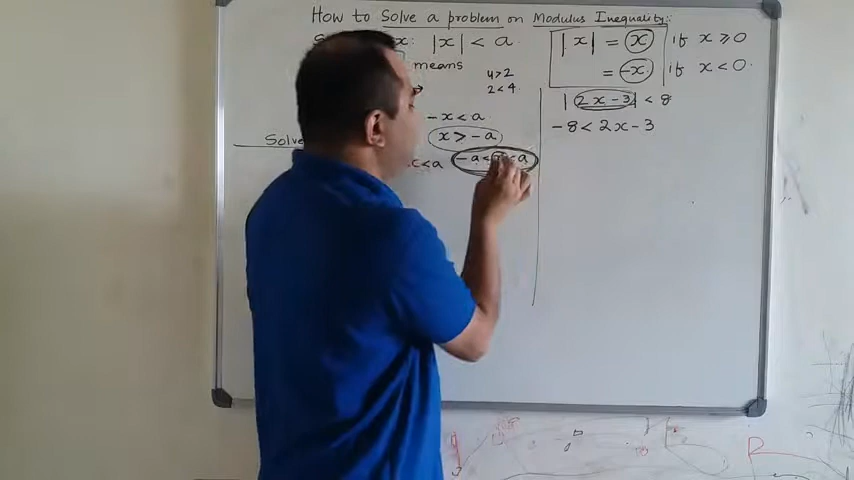 How to Solve a problem on Modulus Inequality:
x: |x| < a
means
4>2
2<4
-x<a
x > -a
Solve
<a
-a< <a
|x| = x if x ≥ 0
= -x if x < 0
|2x-3| < 8
-8 < 2x-3